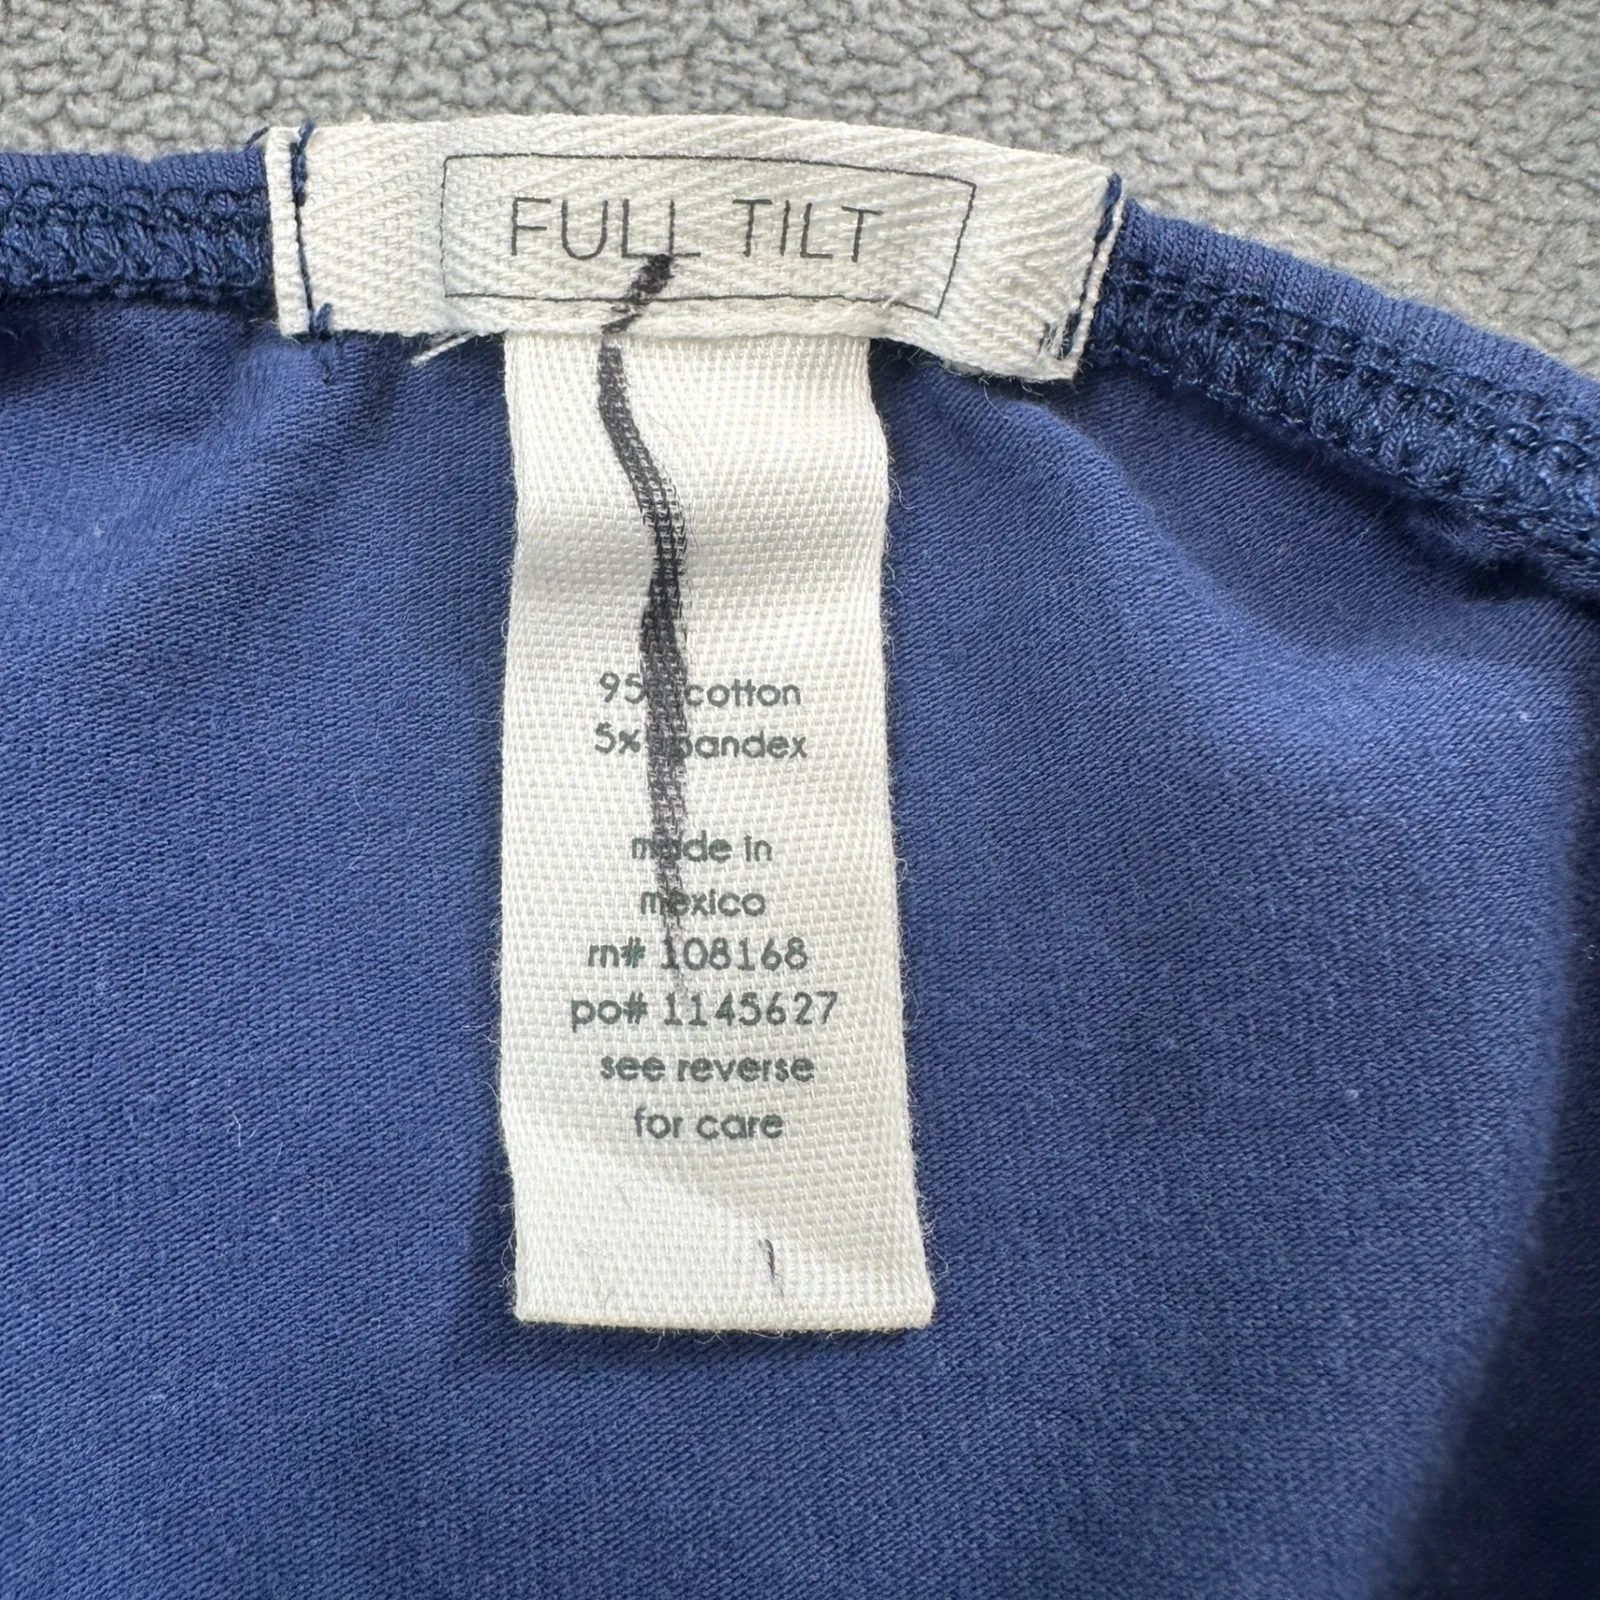 FULL TILT
95% cotton
5% spandex
made in
mexico
rn# 108168
po# 1145627
see reverse
for care